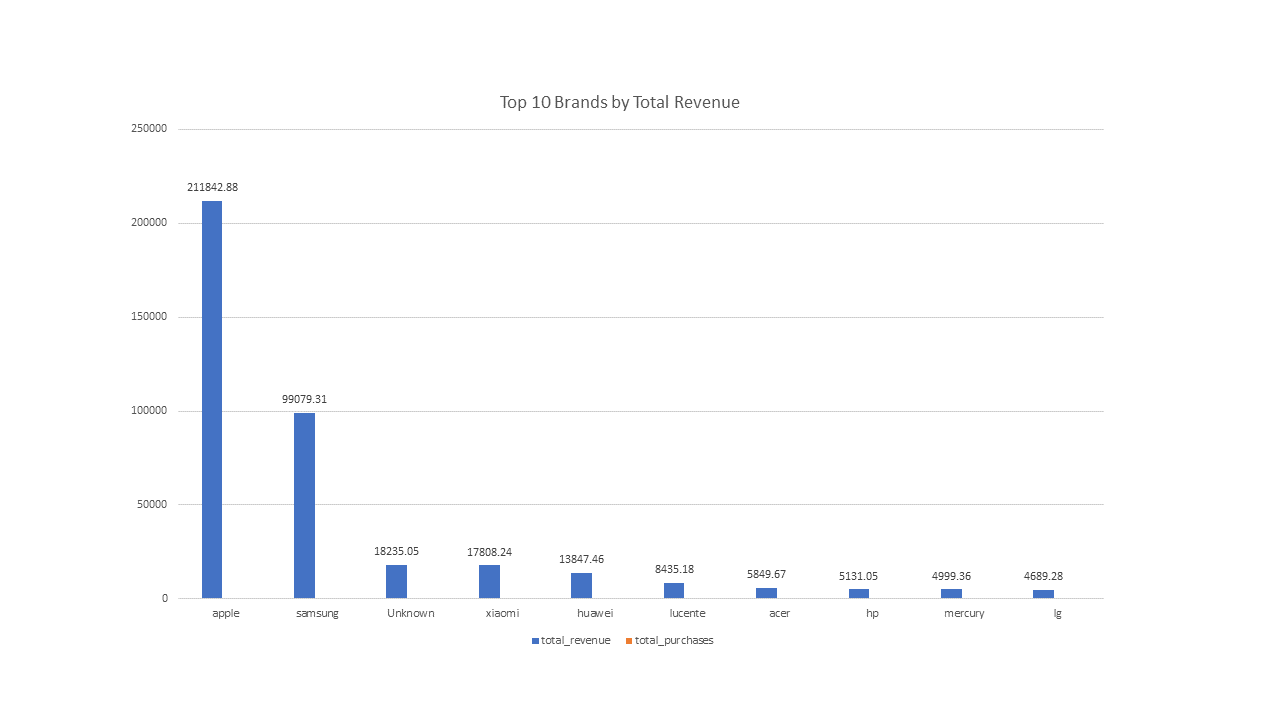 Top 10 Brands by Total Revenue
250000
211842.88
200000
150000
99079.31
100000
50000
18235.05 17808.24 13847.46 8435.18 5849.67 5131.05 4999.36 4689.28
0
apple samsung Unknown xiaomi huawei lucente acer hp mercury lg
total_revenue total_purchases